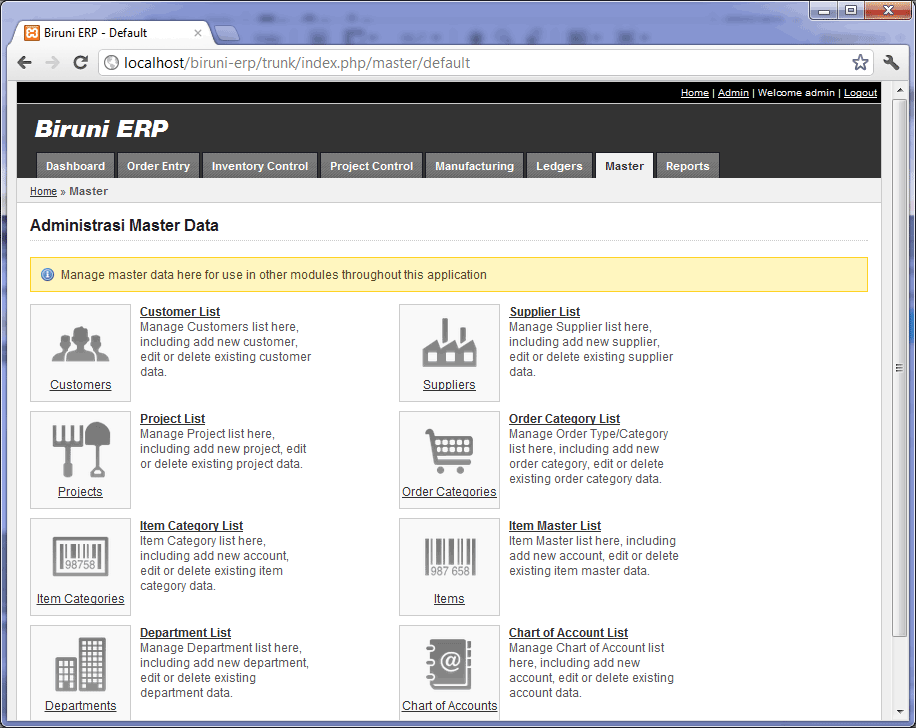 Biruni ERP - Default
localhost/biruni-erp/trunk/index.php/master/default
Home | Admin | Welcome admin | Logout
Biruni ERP
Dashboard Order Entry Inventory Control Project Control Manufacturing Ledgers Master Reports
Home » Master
Administrasi Master Data
Manage master data here for use in other modules throughout this application
Customers
Customer List
Manage Customers list here,
including add new customer,
edit or delete existing customer
data.
Suppliers
Supplier List
Manage Supplier list here,
including add new supplier,
edit or delete existing supplier
data.
Projects
Project List
Manage Project list here,
including add new project, edit
or delete existing project data.
Order Categories
Order Category List
Manage Order Type/Category
list here, including add new
order category, edit or delete
existing order category data.
98758
Item Categories
Item Category List
Item Category list here,
including add new account,
edit or delete existing item
category data.
987 658
Items
Item Master List
Item Master list here, including
add new account, edit or delete
existing item master data.
Departments
Department List
Manage Department list here,
including add new department,
edit or delete existing
department data.
@
Chart of Accounts
Chart of Account List
Manage Chart of Account list
here, including add new
account, edit or delete existing
account data.